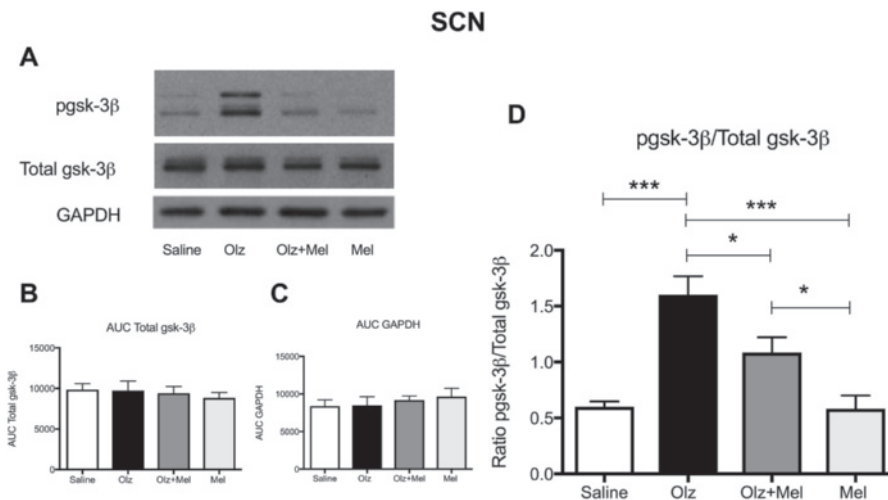 SCN
A
pgsk-3β
Total gsk-3β
GAPDH
Saline Olz Olz+Mel Mel
B
AUC Total gsk-3β
AUC Total gsk-3β
15000
10000
5000
0
Saline Olz Olz+Mel Mel
C
AUC GAPDH
AUC GAPDH
15000
10000
5000
0
Saline Olz Olz+Mel Mel
D
pgsk-3β/Total gsk-3β
***
***
*
*
Ratio pgsk-3β/Total gsk-3β
2.0
1.5
1.0
0.5
0.0
Saline Olz Olz+Mel Mel